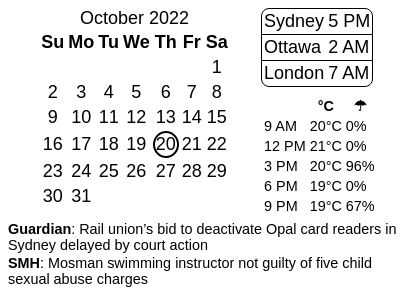 October 2022
Su Mo Tu We Th Fr Sa
1
2 3 4 5 6 7 8
9 10 11 12 13 14 15
16 17 18 19 20 21 22
23 24 25 26 27 28 29
30 31
Sydney 5 PM
Ottawa 2 AM
London 7 AM
°C ☂
9 AM 20°C 0%
12 PM 21°C 0%
3 PM 20°C 96%
6 PM 19°C 0%
9 PM 19°C 67%
Guardian: Rail union’s bid to deactivate Opal card readers in
Sydney delayed by court action
SMH: Mosman swimming instructor not guilty of five child
sexual abuse charges